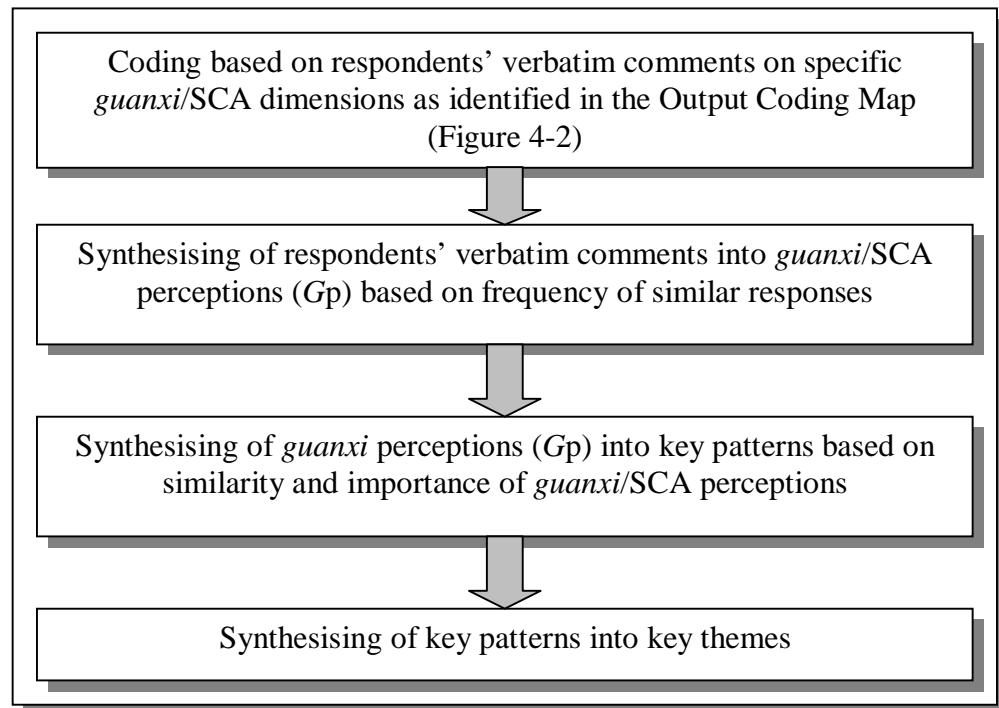 Coding based on respondents’ verbatim comments on specific
guanxi/SCA dimensions as identified in the Output Coding Map
(Figure 4-2)
Synthesising of respondents’ verbatim comments into guanxi/SCA
perceptions (Gp) based on frequency of similar responses
Synthesising of guanxi perceptions (Gp) into key patterns based on
similarity and importance of guanxi/SCA perceptions
Synthesising of key patterns into key themes